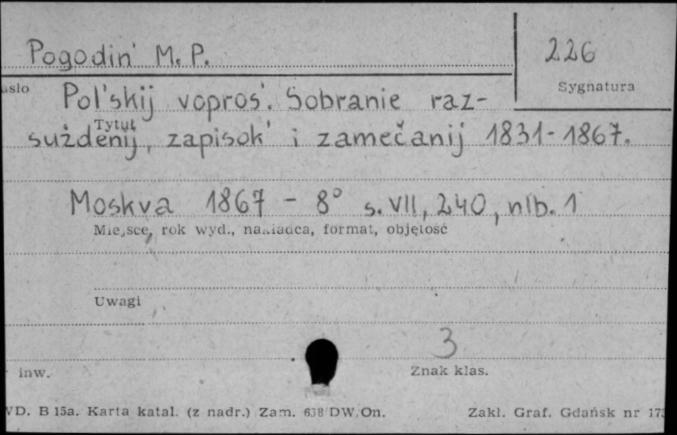 Pogodin' M. P.
226
Sygnatura
Pol'skij vopros'. Sobranie raz-
Tytuł
suždenij, zapisok' i zamečanij 1831-1867.
Moskva 1867 - 8° s. VII, 240, nlb. 1
Miejsce, rok wyd., nakładca, format, objętość
Uwagi
3
inw.
Znak klas.
D. B 15a. Karta katal. (z nadr.) Zam. 638 DW. On.
Zakł. Graf. Gdańsk nr 173